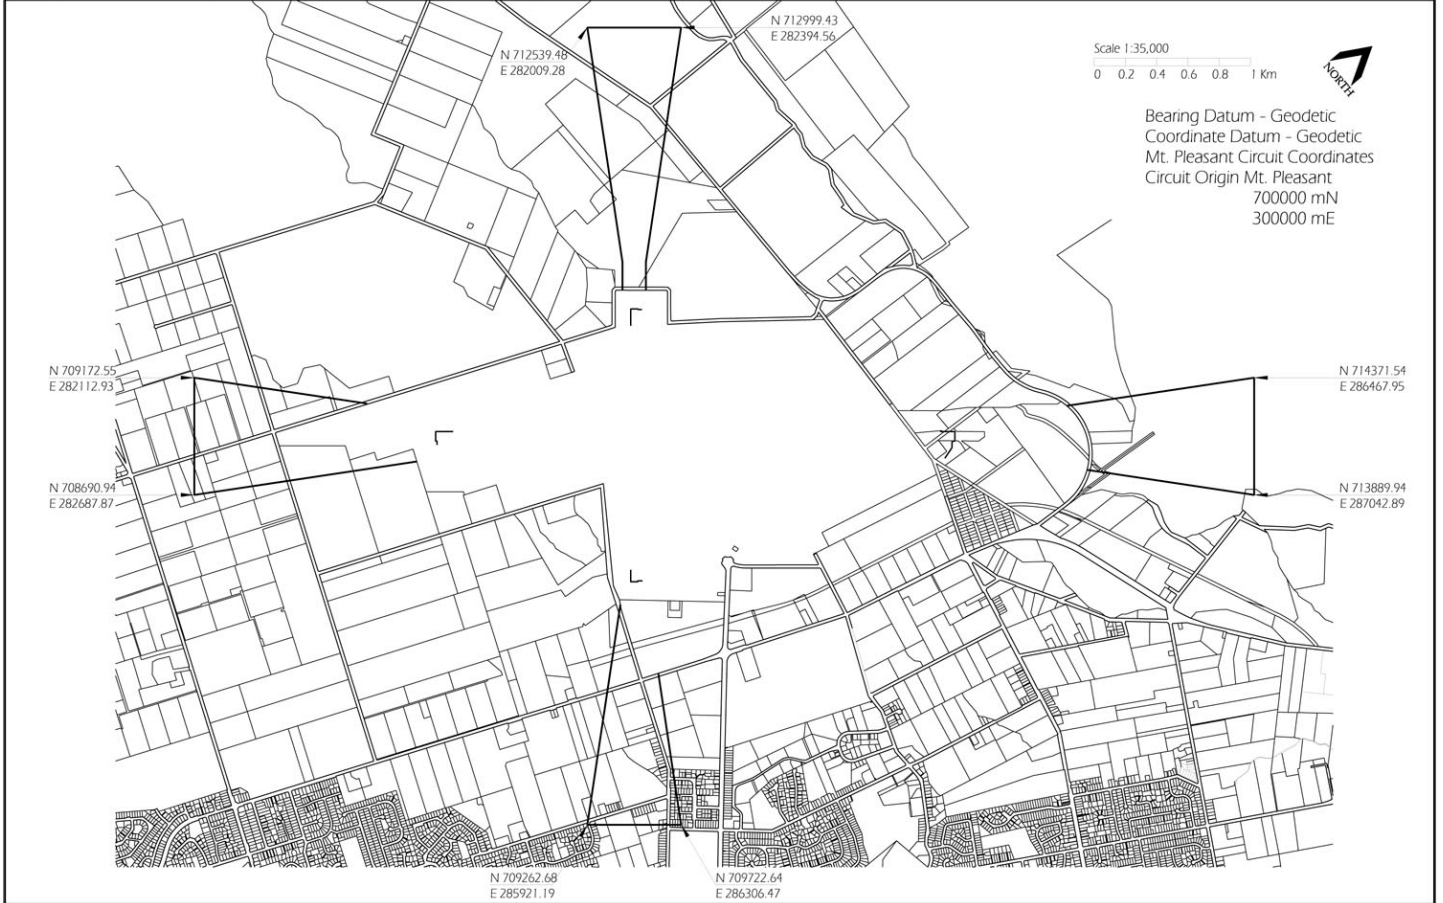 N 712999.43
E 282394.56
N 712539.48
E 282009.28
Scale 1:35,000
0 0.2 0.4 0.6 0.8 1 Km
NORTH
Bearing Datum - Geodetic
Coordinate Datum - Geodetic
Mt. Pleasant Circuit Coordinates
Circuit Origin Mt. Pleasant
700000 mN
300000 mE
N 709172.55
E 282112.93
N 714371.54
E 286467.95
N 708690.94
E 282687.87
N 713889.94
E 287042.89
N 709262.68
E 285921.19
N 709722.64
E 286306.47